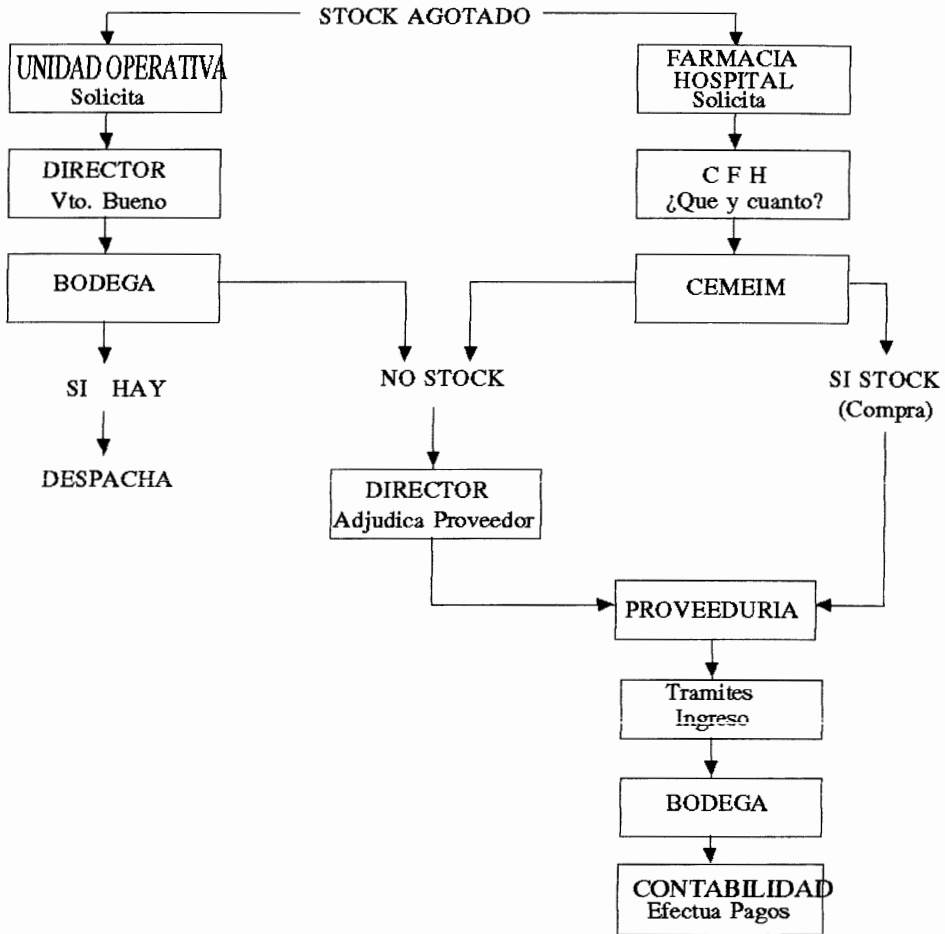 STOCK AGOTADO
UNIDAD OPERATIVA
Solicita
FARMACIA
HOSPITAL
Solicita
DIRECTOR
Vto. Bueno
C F H
¿Que y cuanto?
BODEGA
CEMEIM
SI HAY
NO STOCK
SI STOCK
(Compra)
DESPACHA
DIRECTOR
Adjudica Proveedor
PROVEEDURIA
Tramites
Ingreso
BODEGA
CONTABILIDAD
Efectua Pagos